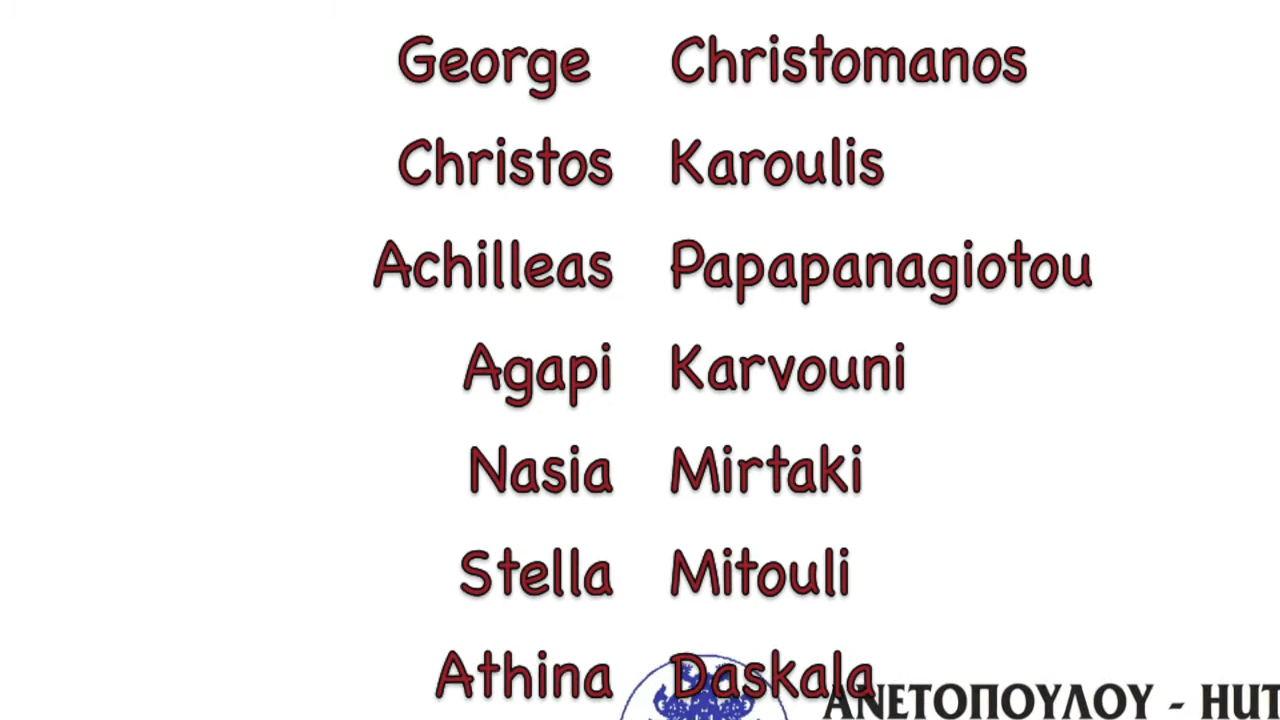 George Christomanos
Christos Karoulis
Achilleas Papapanagiotou
Agapi Karvouni
Nasia Mirtaki
Stella Mitouli
Athina Daskala
ΑΝΕΤΟΠΟΥΛΟΥ - HUT